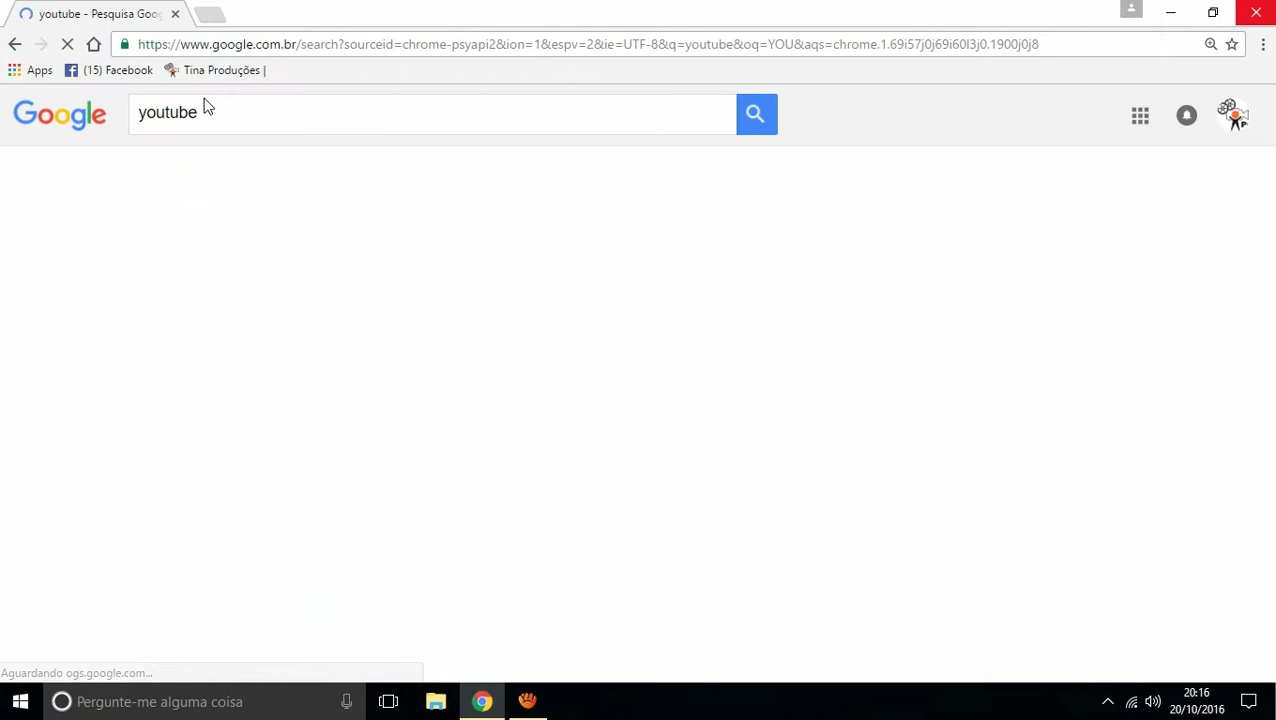 youtube - Pesquisa Goog
https://www.google.com.br/search?sourceid=chrome-psyapi2&ion=1&espv=2&ie=UTF-8&q=youtube&oq=YOU&aqs=chrome.1.69i57j0j69i60l3j0.1900j0j8
Apps (15) Facebook Tina Produções |
Google youtube
Aguardando ogs.google.com...
Pergunte-me alguma coisa
20:16
20/10/2016